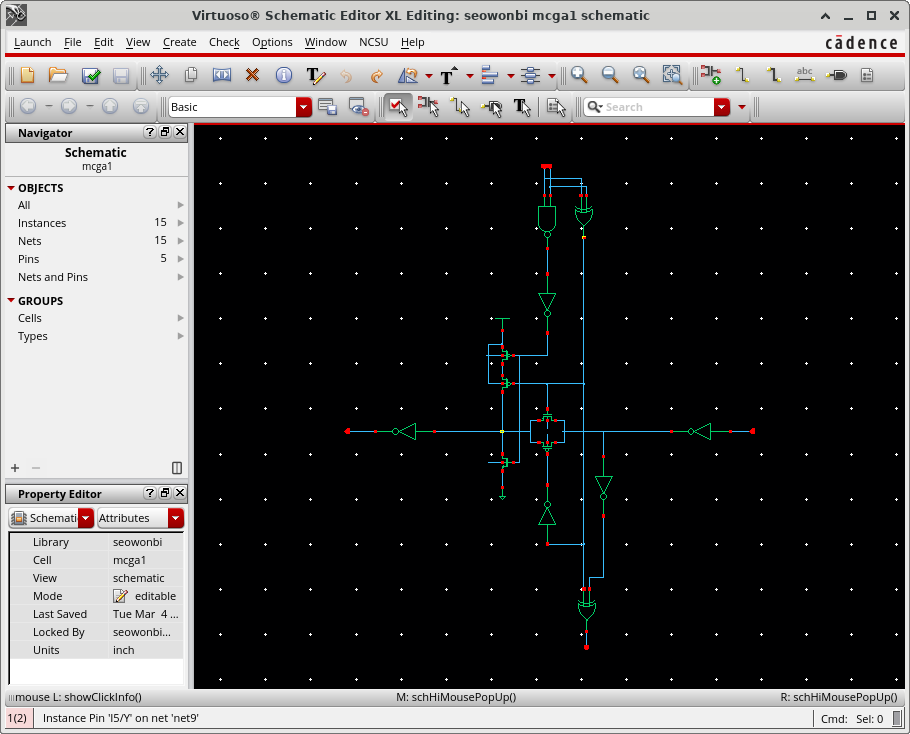 Virtuoso® Schematic Editor XL Editing: seowonbi mcga1 schematic
Launch File Edit View Create Check Options Window NCSU Help
cādence
abc
Basic
Search
Navigator
Schematic
mcga1
OBJECTS
All
Instances 15
Nets 15
Pins 5
Nets and Pins
GROUPS
Cells
Types
Property Editor
Schemati Attributes
Library seowonbi
Cell mcga1
View schematic
Mode editable
Last Saved Tue Mar 4 ...
Locked By seowonbi...
Units inch
mouse L: showClickInfo() M: schHiMousePopUp() R: schHiMousePopUp()
1(2) Instance Pin 'I5/Y' on net 'net9' Cmd: Sel: 0